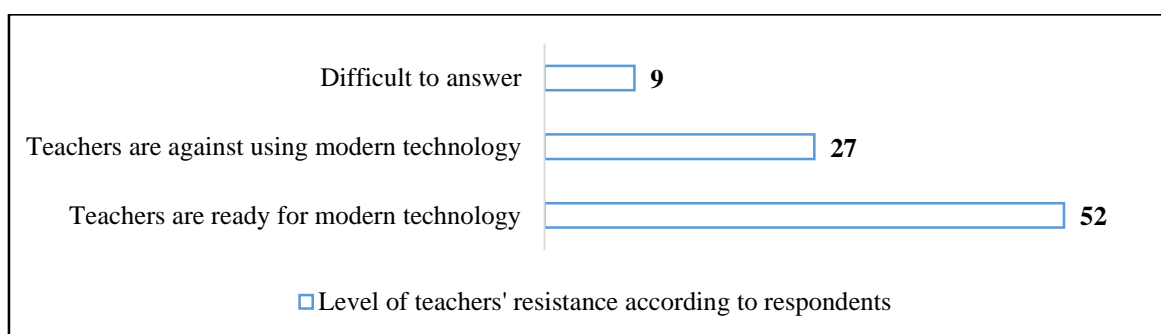 Difficult to answer 9
Teachers are against using modern technology 27
Teachers are ready for modern technology 52
Level of teachers' resistance according to respondents